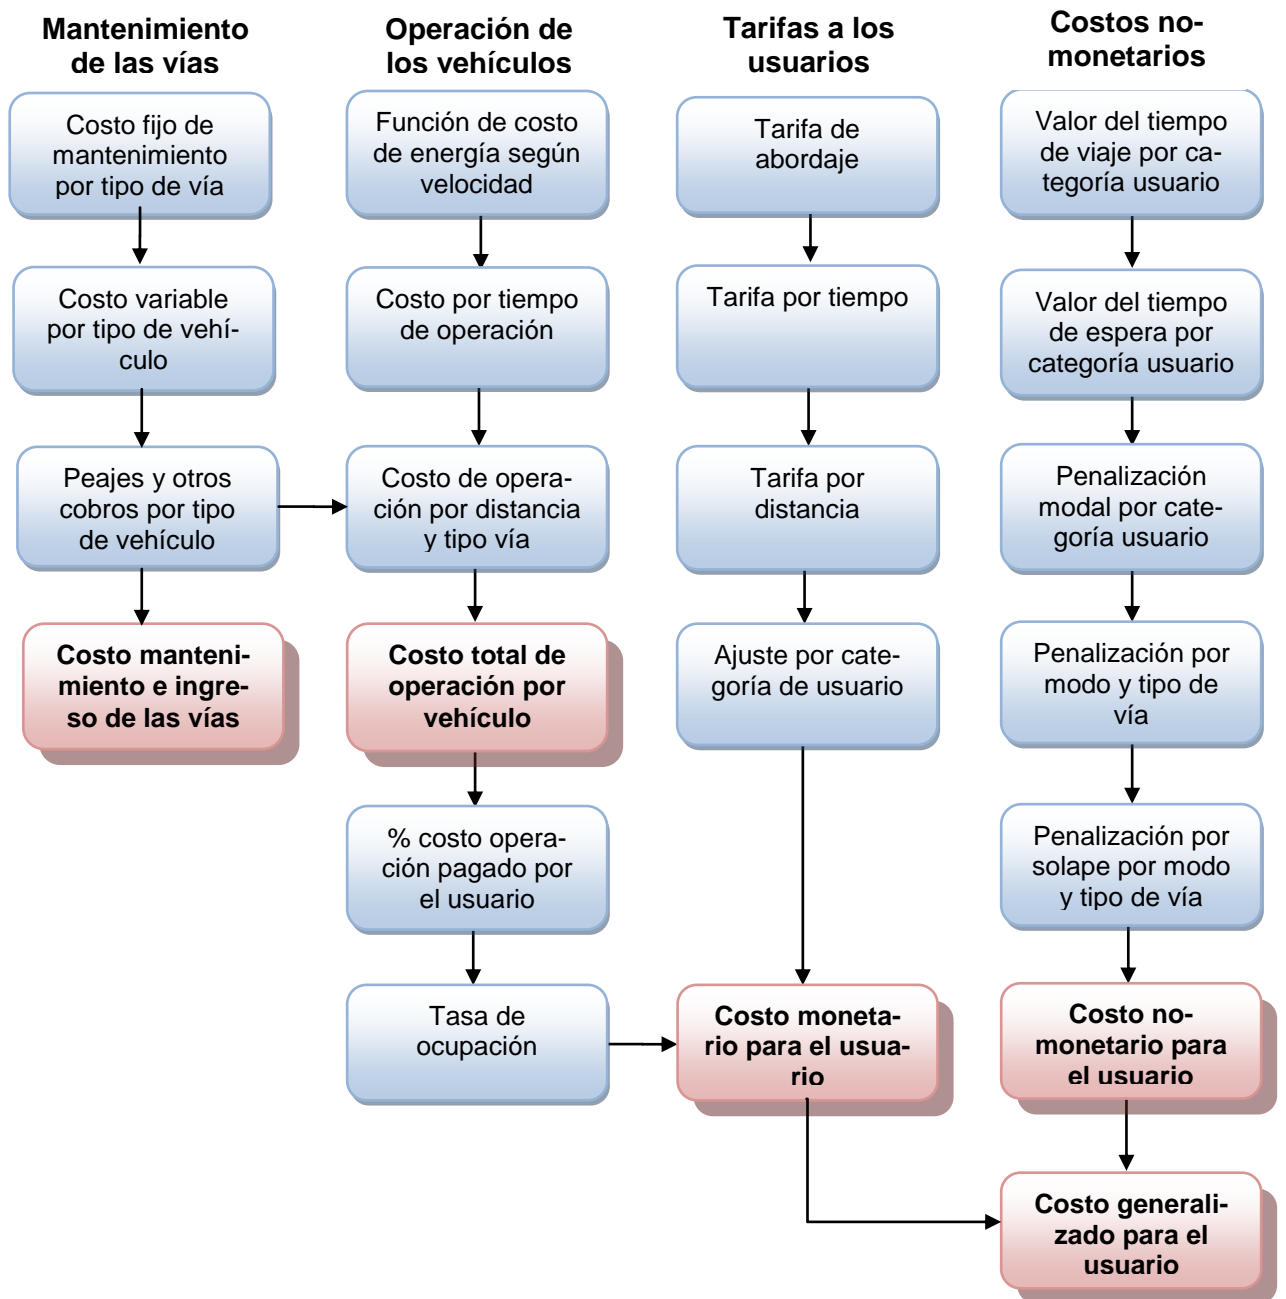 Mantenimiento
de las vías
Costo fijo de
mantenimiento
por tipo de vía
Costo variable
por tipo de vehí-
culo
Peajes y otros
cobros por tipo
de vehículo
Costo manteni-
miento e ingre-
so de las vías
Operación de
los vehículos
Función de costo
de energía según
velocidad
Costo por tiempo
de operación
Costo de opera-
ción por distancia
y tipo vía
Costo total de
operación por
vehículo
% costo opera-
ción pagado por
el usuario
Tasa de
ocupación
Tarifas a los
usuarios
Tarifa de
abordaje
Tarifa por tiempo
Tarifa por
distancia
Ajuste por cate-
goría de usuario
Costo moneta-
rio para el usua-
rio
Costos no-
monetarios
Valor del tiempo
de viaje por ca-
tegoría usuario
Valor del tiempo
de espera por
categoría usuario
Penalización
modal por cate-
goría usuario
Penalización por
modo y tipo de
vía
Penalización por
solape por modo
y tipo de vía
Costo no-
monetario para
el usuario
Costo generali-
zado para el
usuario